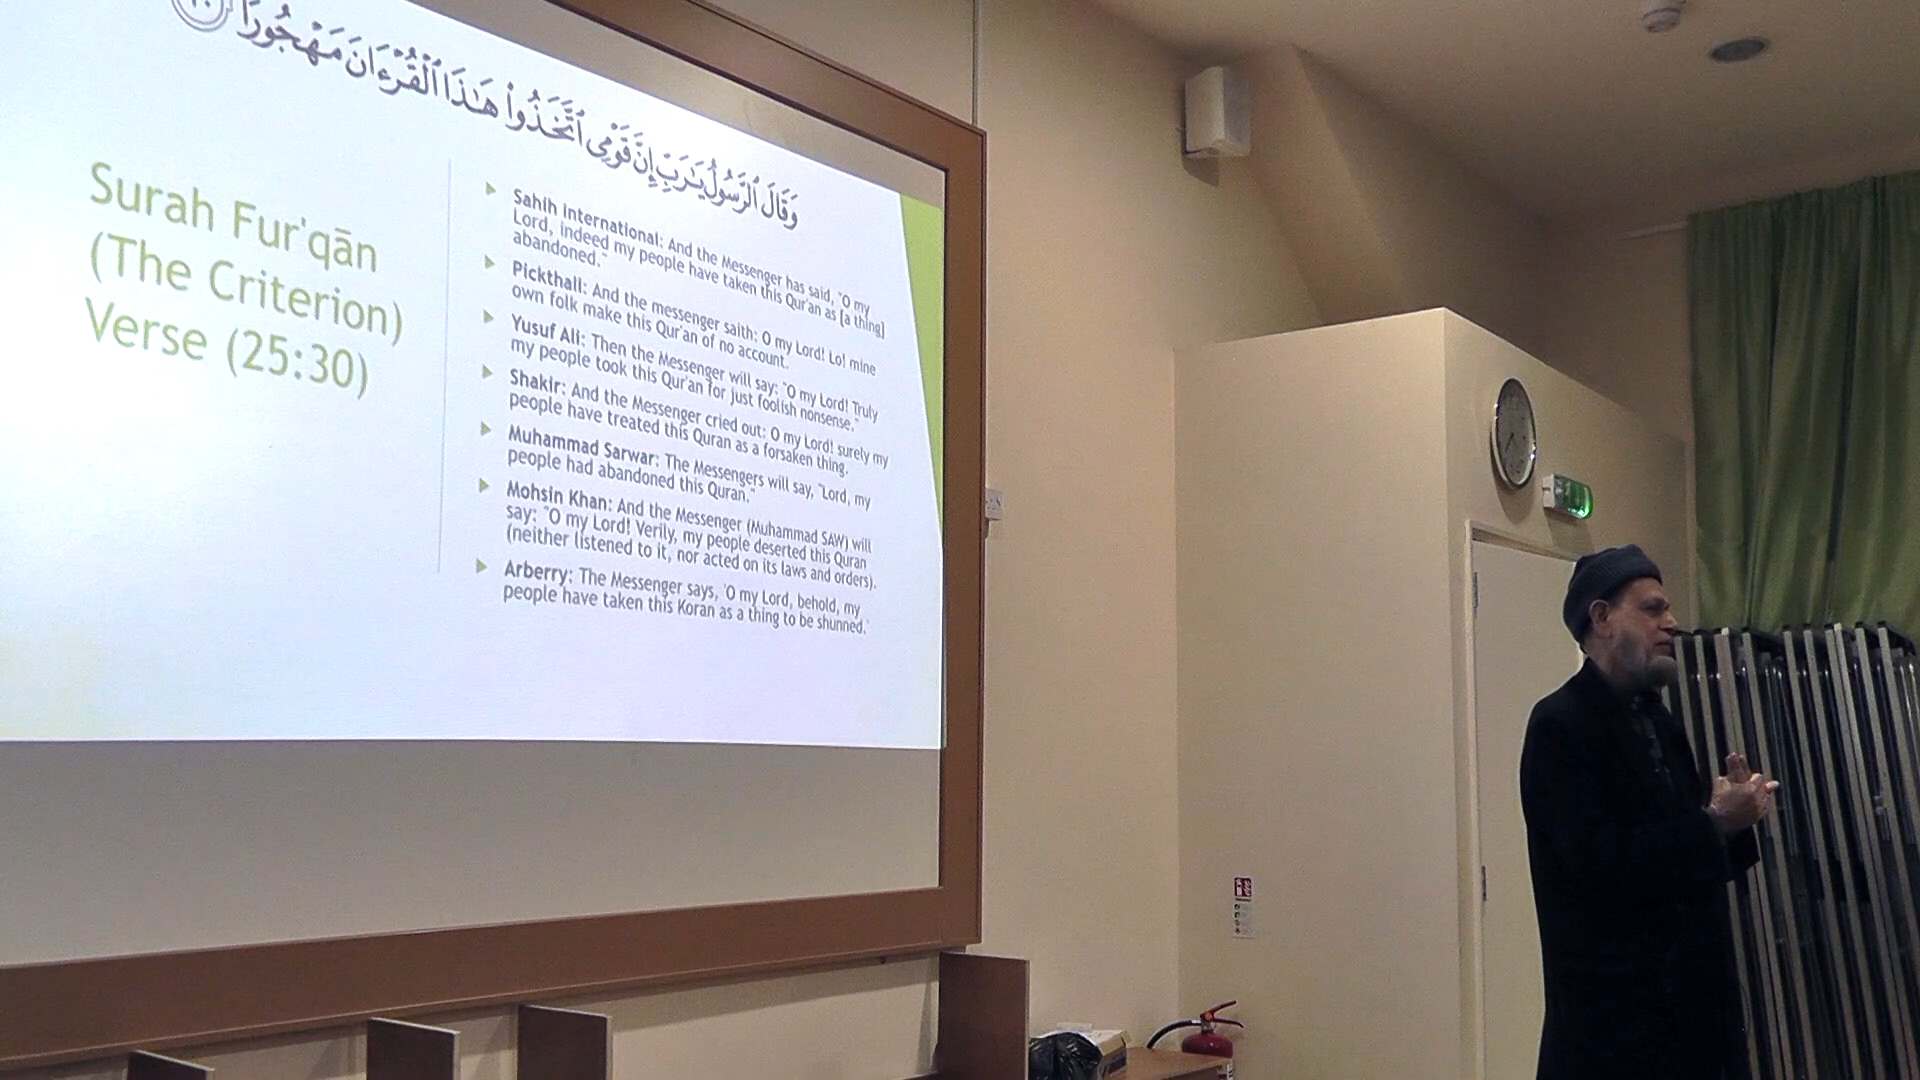 وَقَالَ ٱلرَّسُولُ يَـٰرَبِّ إِنَّ قَوْمِى ٱتَّخَذُوا۟ هَـٰذَا ٱلْقُرْءَانَ مَهْجُورًا
Surah Fur'qān
(The Criterion)
Verse (25:30)
Sahih International: And the Messenger has said, "O my
Lord, indeed my people have taken this Qur'an as [a thing]
abandoned."
Pickthall: And the messenger saith: O my Lord! Lo! mine
own folk make this Qur'an of no account.
Yusuf Ali: Then the Messenger will say: "O my Lord! Truly
my people took this Qur'an for just foolish nonsense."
Shakir: And the Messenger cried out: O my Lord! surely my
people have treated this Quran as a forsaken thing.
Muhammad Sarwar: The Messengers will say, "Lord, my
people had abandoned this Quran."
Mohsin Khan: And the Messenger (Muhammad SAW) will
say: "O my Lord! Verily, my people deserted this Quran
(neither listened to it, nor acted on its laws and orders).
Arberry: The Messenger says, 'O my Lord, behold, my
people have taken this Koran as a thing to be shunned.'